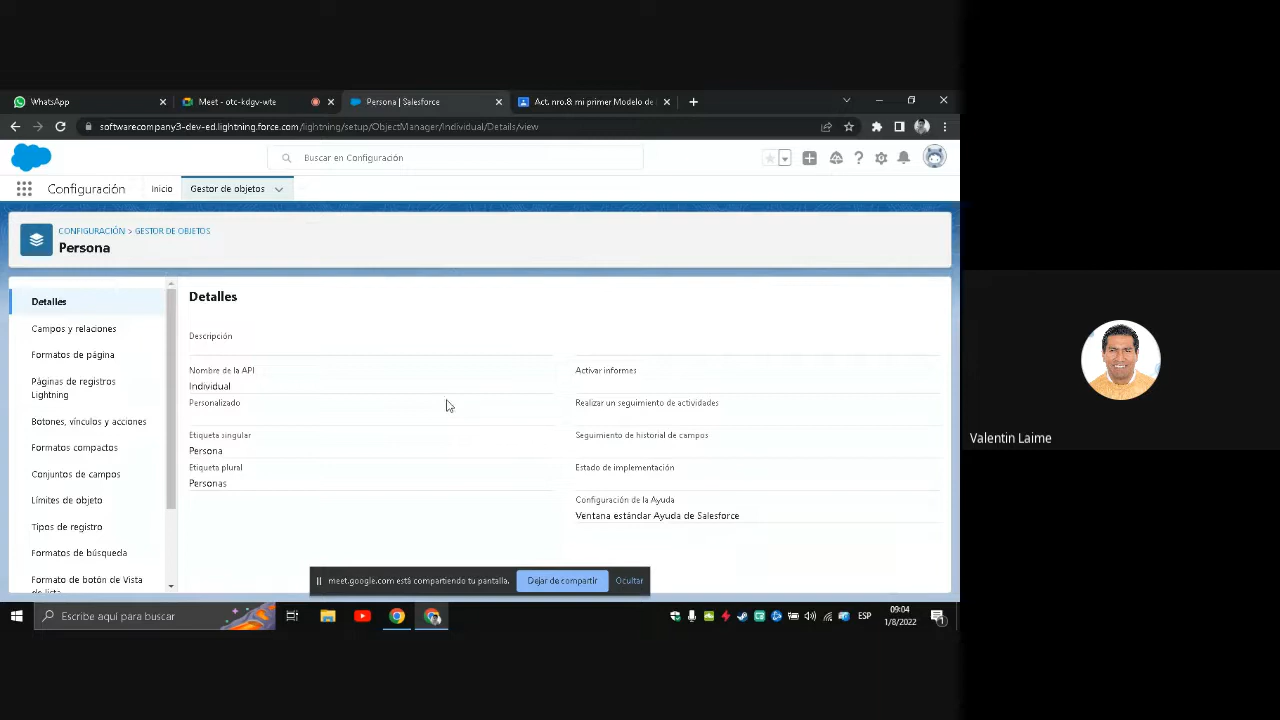 WhatsApp
Meet - otc-kdgv-wte
Persona | Salesforce
Act. nro.8: mi primer Modelo de
softwarecompany3-dev-ed.lightning.force.com/lightning/setup/ObjectManager/Individual/Details/view
Buscar en Configuración
Configuración
Inicio
Gestor de objetos
CONFIGURACIÓN > GESTOR DE OBJETOS
Persona
Detalles
Campos y relaciones
Formatos de página
Páginas de registros
Lightning
Botones, vínculos y acciones
Formatos compactos
Conjuntos de campos
Límites de objeto
Tipos de registro
Formatos de búsqueda
Formato de botón de Vista
de lista
Detalles
Descripción
Nombre de la API
Individual
Personalizado
Etiqueta singular
Persona
Etiqueta plural
Personas
Activar informes
Realizar un seguimiento de actividades
Seguimiento de historial de campos
Estado de implementación
Configuración de la Ayuda
Ventana estándar Ayuda de Salesforce
meet.google.com está compartiendo tu pantalla.
Dejar de compartir
Ocultar
Escribe aquí para buscar
ESP
09:04
1/8/2022
1
Valentin Laime